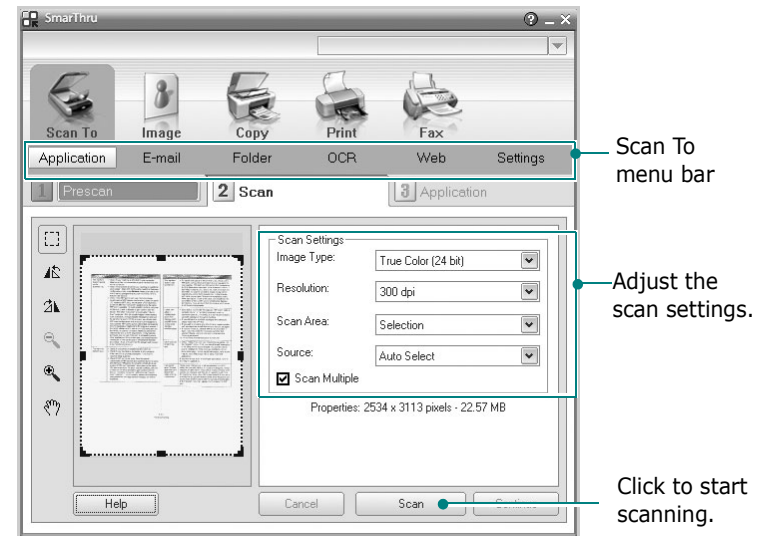 SmarThru
Scan To Image Copy Print Fax
Application E-mail Folder OCR Web Settings
Scan To
menu bar
1 Prescan 2 Scan 3 Application
Scan Settings
Image Type: True Color (24 bit)
Resolution: 300 dpi
Scan Area: Selection
Source: Auto Select
Scan Multiple
Adjust the
scan settings.
Properties: 2534 x 3113 pixels - 22.57 MB
Help Cancel Scan Continue
Click to start
scanning.